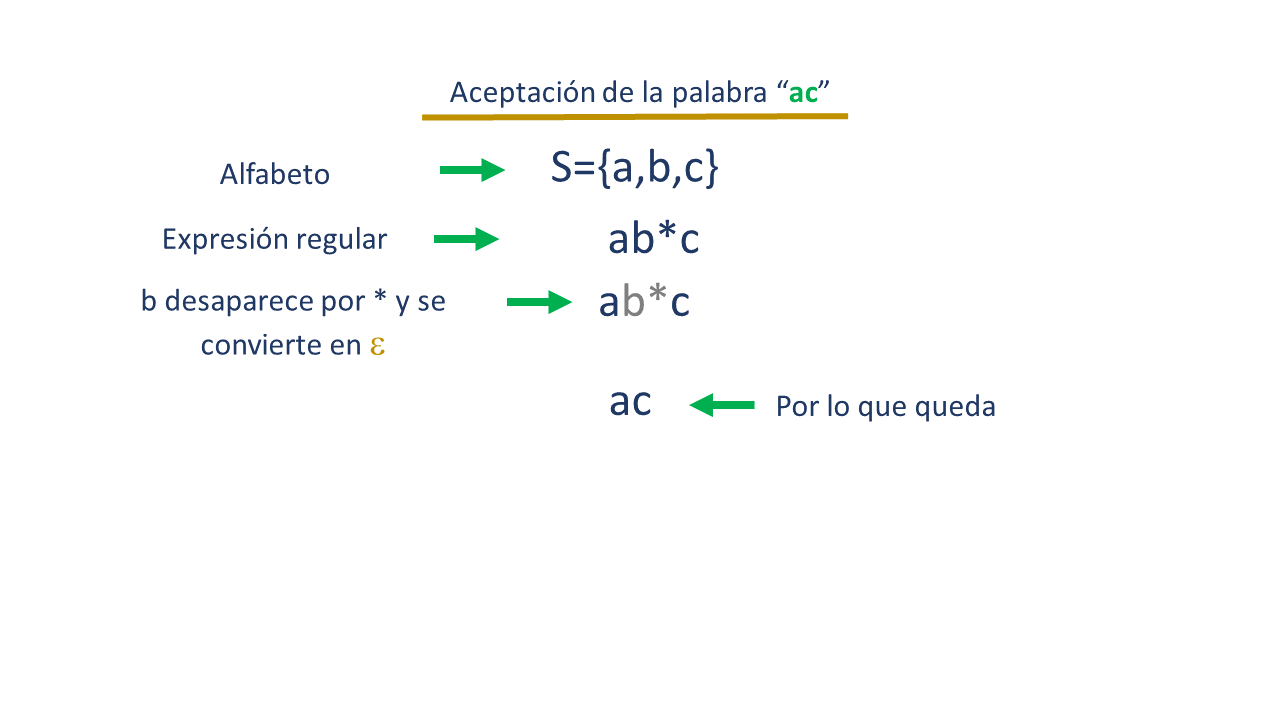 Aceptación de la palabra “ac”
Alfabeto
S={a,b,c}
Expresión regular
ab*c
b desaparece por * y se
convierte en ε
ab*c
ac
Por lo que queda